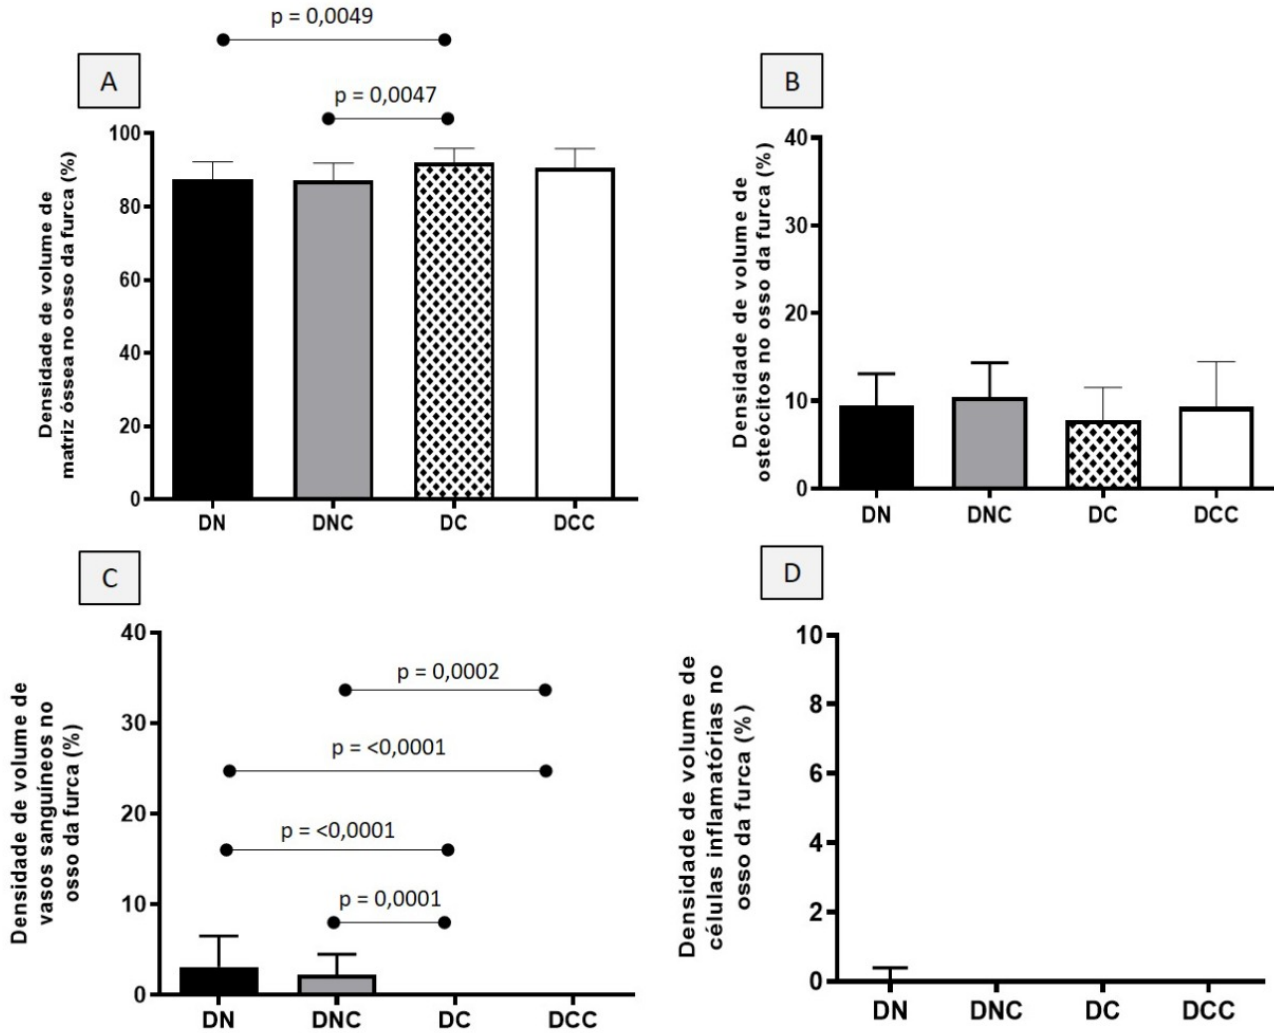 p = 0,0049
A
p = 0,0047
Densidade de volume de
matriz óssea no osso da furca (%)
100
80
60
40
20
0
DN DNC DC DCC
B
Densidade de volume de
osteócitos no osso da furca (%)
40
30
20
10
0
DN DNC DC DCC
C
Densidade de volume de
vasos sanguíneos no
osso da furca (%)
40
30
20
10
0
p = 0,0002
p = <0,0001
p = <0,0001
p = 0,0001
DN DNC DC DCC
D
Densidade de volume de
células inflamatórias no
osso da furca (%)
10
8
6
4
2
0
DN DNC DC DCC